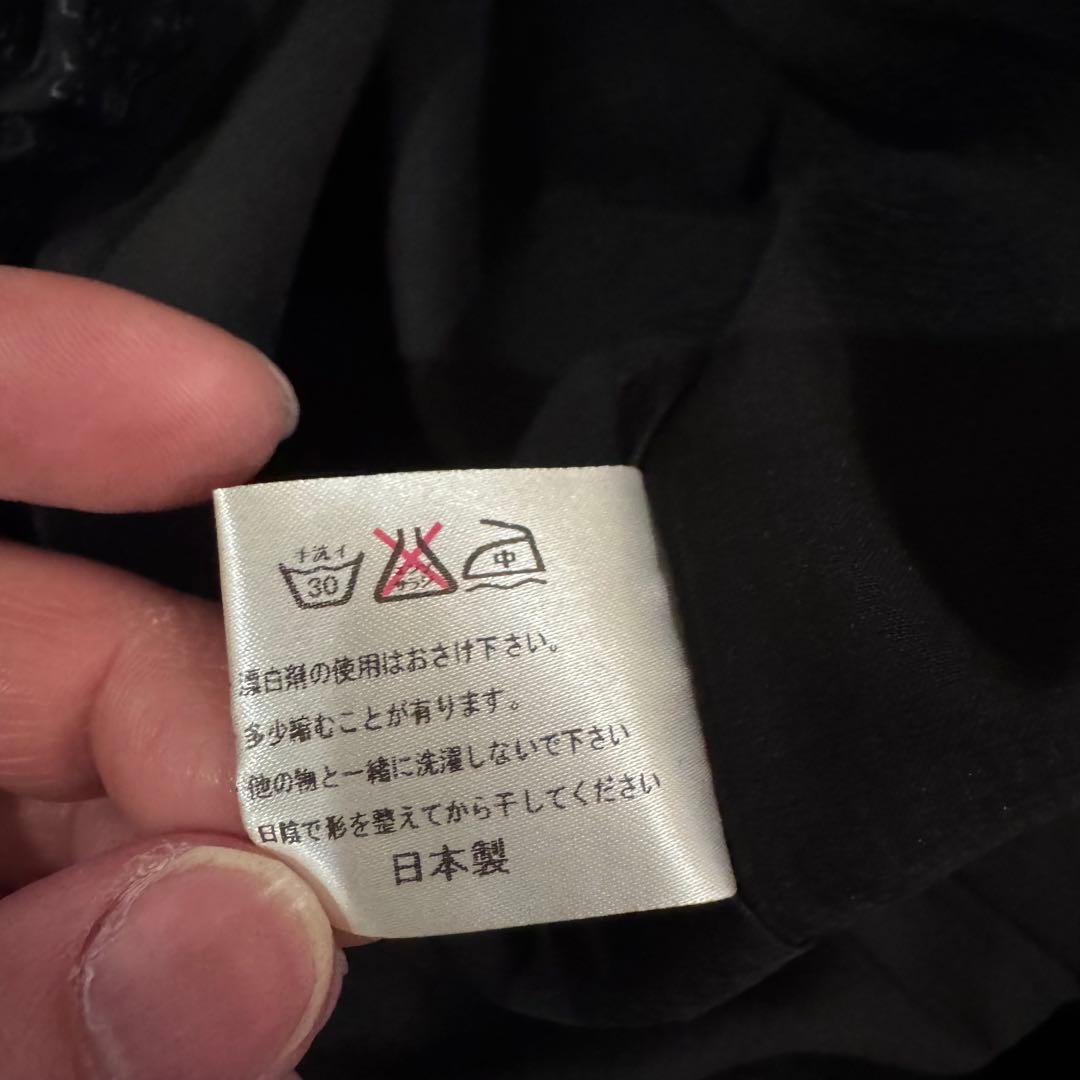 手洗イ
30
中
漂白剤の使用はおさけ下さい。
多少縮むことが有ります。
他の物と一緒に洗濯しないで下さい
日陰で形を整えてから干してください
日本製